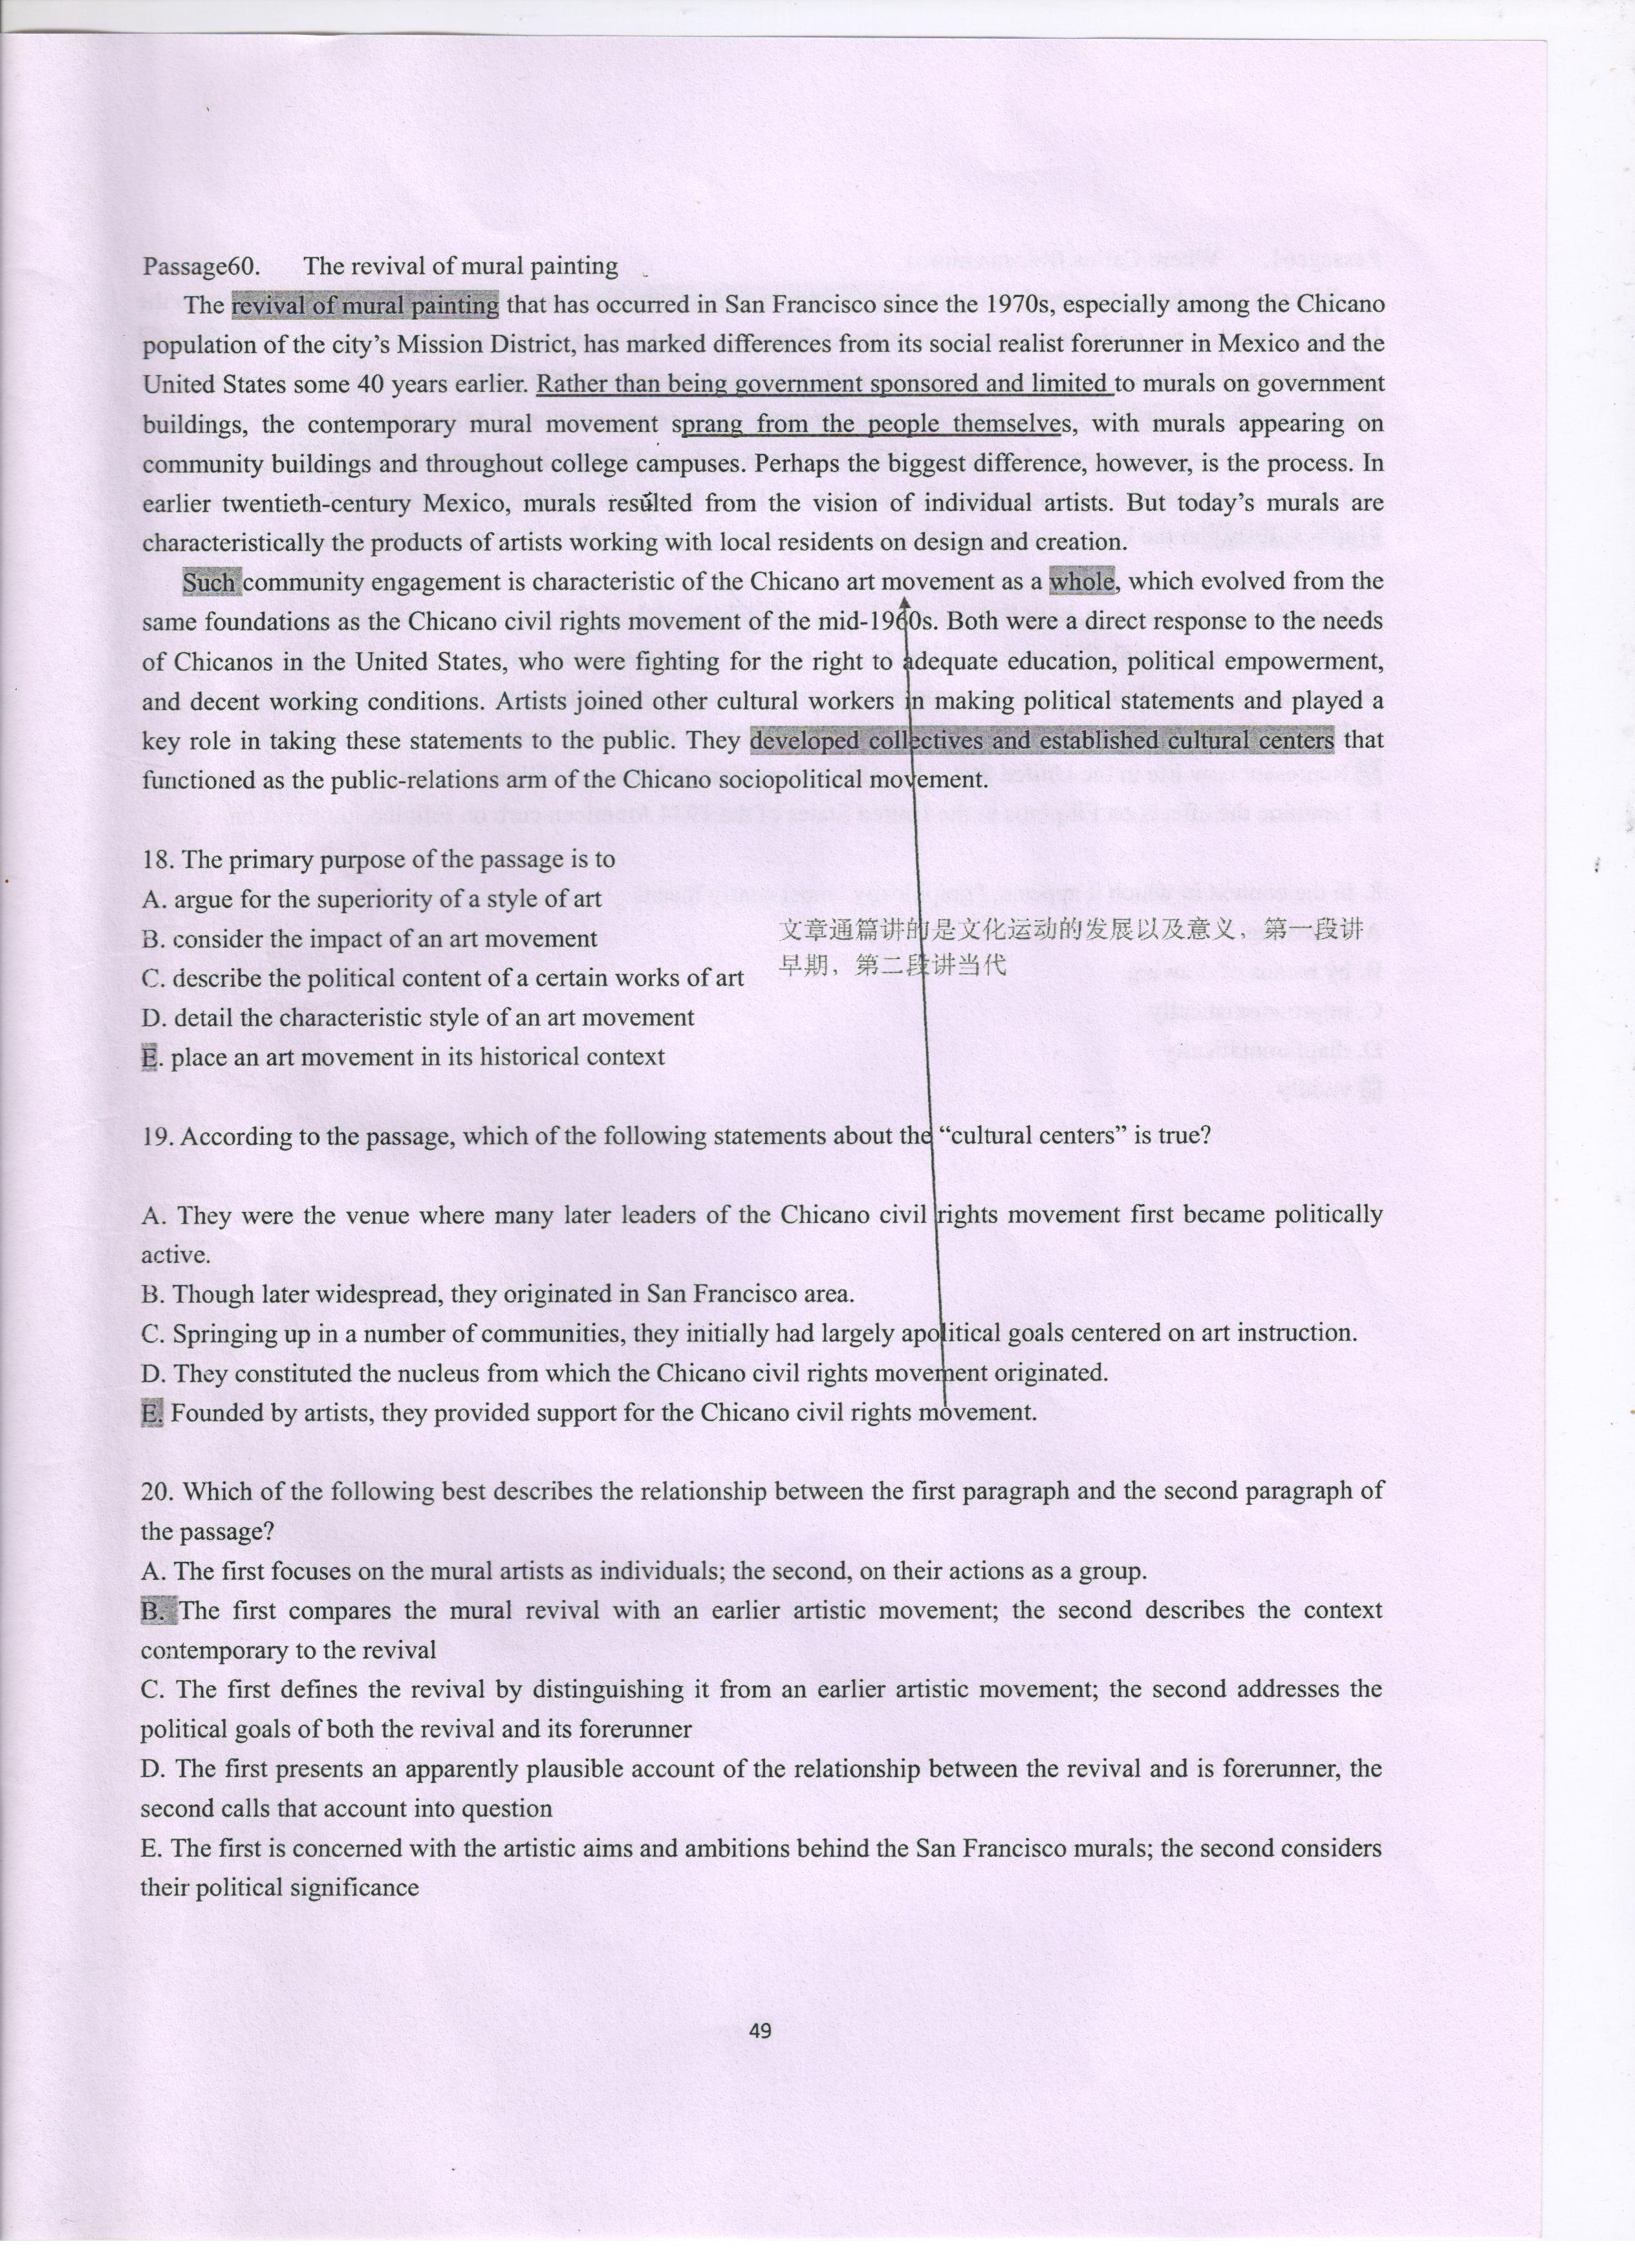 Passage60. The revival of mural painting
The revival of mural painting that has occurred in San Francisco since the 1970s, especially among the Chicano
population of the city's Mission District, has marked differences from its social realist forerunner in Mexico and the
United States some 40 years earlier. Rather than being government sponsored and limited to murals on government
buildings, the contemporary mural movement sprang from the people themselves, with murals appearing on
community buildings and throughout college campuses. Perhaps the biggest difference, however, is the process. In
earlier twentieth-century Mexico, murals resulted from the vision of individual artists. But today's murals are
characteristically the products of artists working with local residents on design and creation.
Such community engagement is characteristic of the Chicano art movement as a whole, which evolved from the
same foundations as the Chicano civil rights movement of the mid-1960s. Both were a direct response to the needs
of Chicanos in the United States, who were fighting for the right to adequate education, political empowerment,
and decent working conditions. Artists joined other cultural workers in making political statements and played a
key role in taking these statements to the public. They developed collectives and established cultural centers that
functioned as the public-relations arm of the Chicano sociopolitical movement.
18. The primary purpose of the passage is to
A. argue for the superiority of a style of art
B. consider the impact of an art movement
C. describe the political content of a certain works of art
D. detail the characteristic style of an art movement
E. place an art movement in its historical context
文章通篇讲的是文化运动的发展以及意义，第一段讲
早期，第二段讲当代
19. According to the passage, which of the following statements about the “cultural centers” is true?
A. They were the venue where many later leaders of the Chicano civil rights movement first became politically
active.
B. Though later widespread, they originated in San Francisco area.
C. Springing up in a number of communities, they initially had largely apolitical goals centered on art instruction.
D. They constituted the nucleus from which the Chicano civil rights movement originated.
E. Founded by artists, they provided support for the Chicano civil rights movement.
20. Which of the following best describes the relationship between the first paragraph and the second paragraph of
the passage?
A. The first focuses on the mural artists as individuals; the second, on their actions as a group.
B. The first compares the mural revival with an earlier artistic movement; the second describes the context
contemporary to the revival
C. The first defines the revival by distinguishing it from an earlier artistic movement; the second addresses the
political goals of both the revival and its forerunner
D. The first presents an apparently plausible account of the relationship between the revival and is forerunner, the
second calls that account into question
E. The first is concerned with the artistic aims and ambitions behind the San Francisco murals; the second considers
their political significance
49